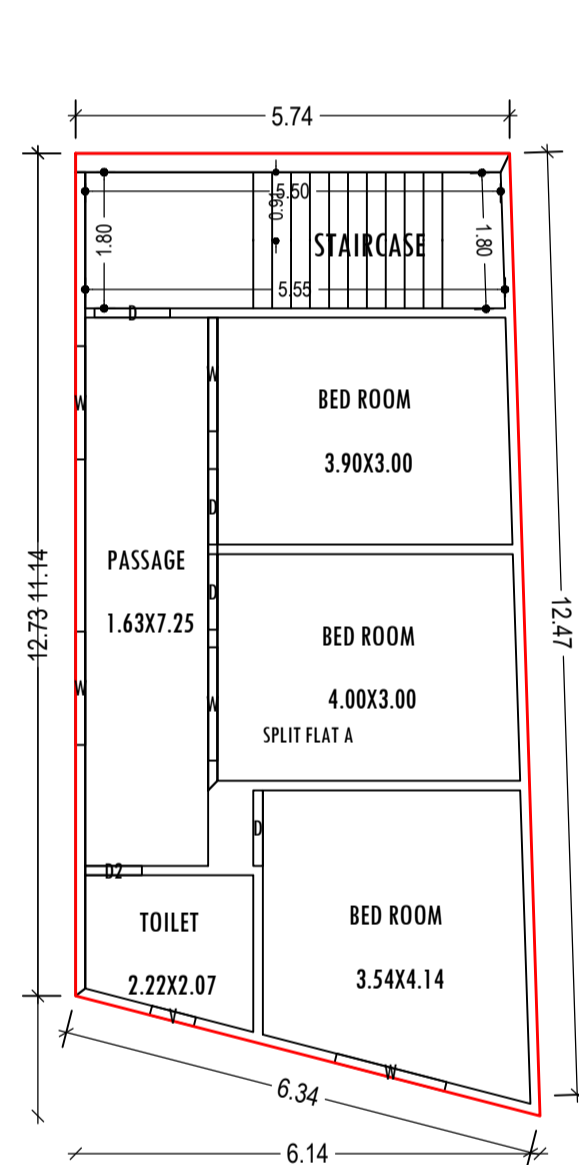 5.74
5.50
0.91
1.80
STAIRCASE
1.80
5.55
D
W
W
BED ROOM
3.90X3.00
D
PASSAGE
1.63X7.25
12.73
11.14
12.47
D
BED ROOM
4.00X3.00
W
W
SPLIT FLAT A
D
D2
TOILET
2.22X2.07
BED ROOM
3.54X4.14
V
W
6.34
6.14